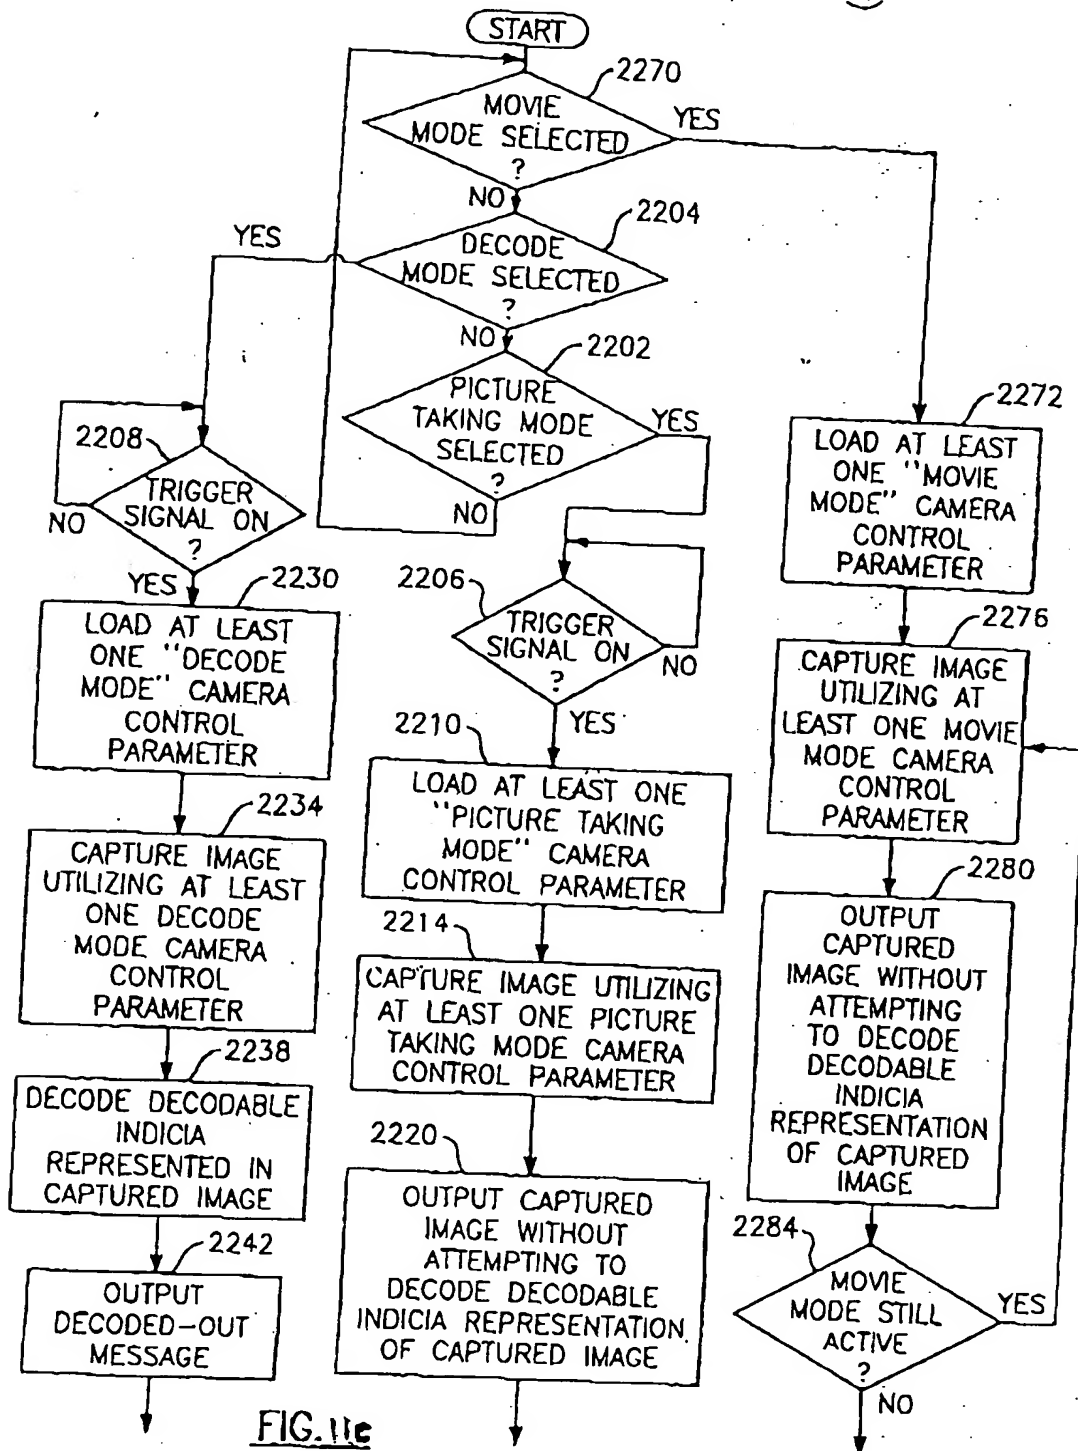 START
2270
MOVIE
MODE SELECTED
?
YES
NO
2204
DECODE
MODE SELECTED
?
YES
NO
2202
PICTURE
TAKING MODE
SELECTED
?
YES
NO
2208
TRIGGER
SIGNAL ON
?
NO
YES
2230
LOAD AT LEAST
ONE "DECODE
MODE" CAMERA
CONTROL
PARAMETER
2234
CAPTURE IMAGE
UTILIZING AT LEAST
ONE DECODE
MODE CAMERA
CONTROL
PARAMETER
2238
DECODE DECODABLE
INDICIA
REPRESENTED IN
CAPTURED IMAGE
2242
OUTPUT
DECODED-OUT
MESSAGE
2206
TRIGGER
SIGNAL ON
?
NO
YES
2210
LOAD AT LEAST ONE
"PICTURE TAKING
MODE" CAMERA
CONTROL PARAMETER
2214
CAPTURE IMAGE UTILIZING
AT LEAST ONE PICTURE
TAKING MODE CAMERA
CONTROL PARAMETER
2220
OUTPUT CAPTURED
IMAGE WITHOUT
ATTEMPTING TO
DECODE DECODABLE
INDICIA REPRESENTATION
OF CAPTURED IMAGE
2272
LOAD AT LEAST
ONE "MOVIE
MODE" CAMERA
CONTROL
PARAMETER
2276
CAPTURE IMAGE
UTILIZING AT
LEAST ONE MOVIE
MODE CAMERA
CONTROL
PARAMETER
2280
OUTPUT
CAPTURED
IMAGE WITHOUT
ATTEMPTING
TO DECODE
DECODABLE
INDICIA
REPRESENTATION
OF CAPTURED
IMAGE
2284
MOVIE
MODE STILL
ACTIVE
?
YES
NO
FIG.11e